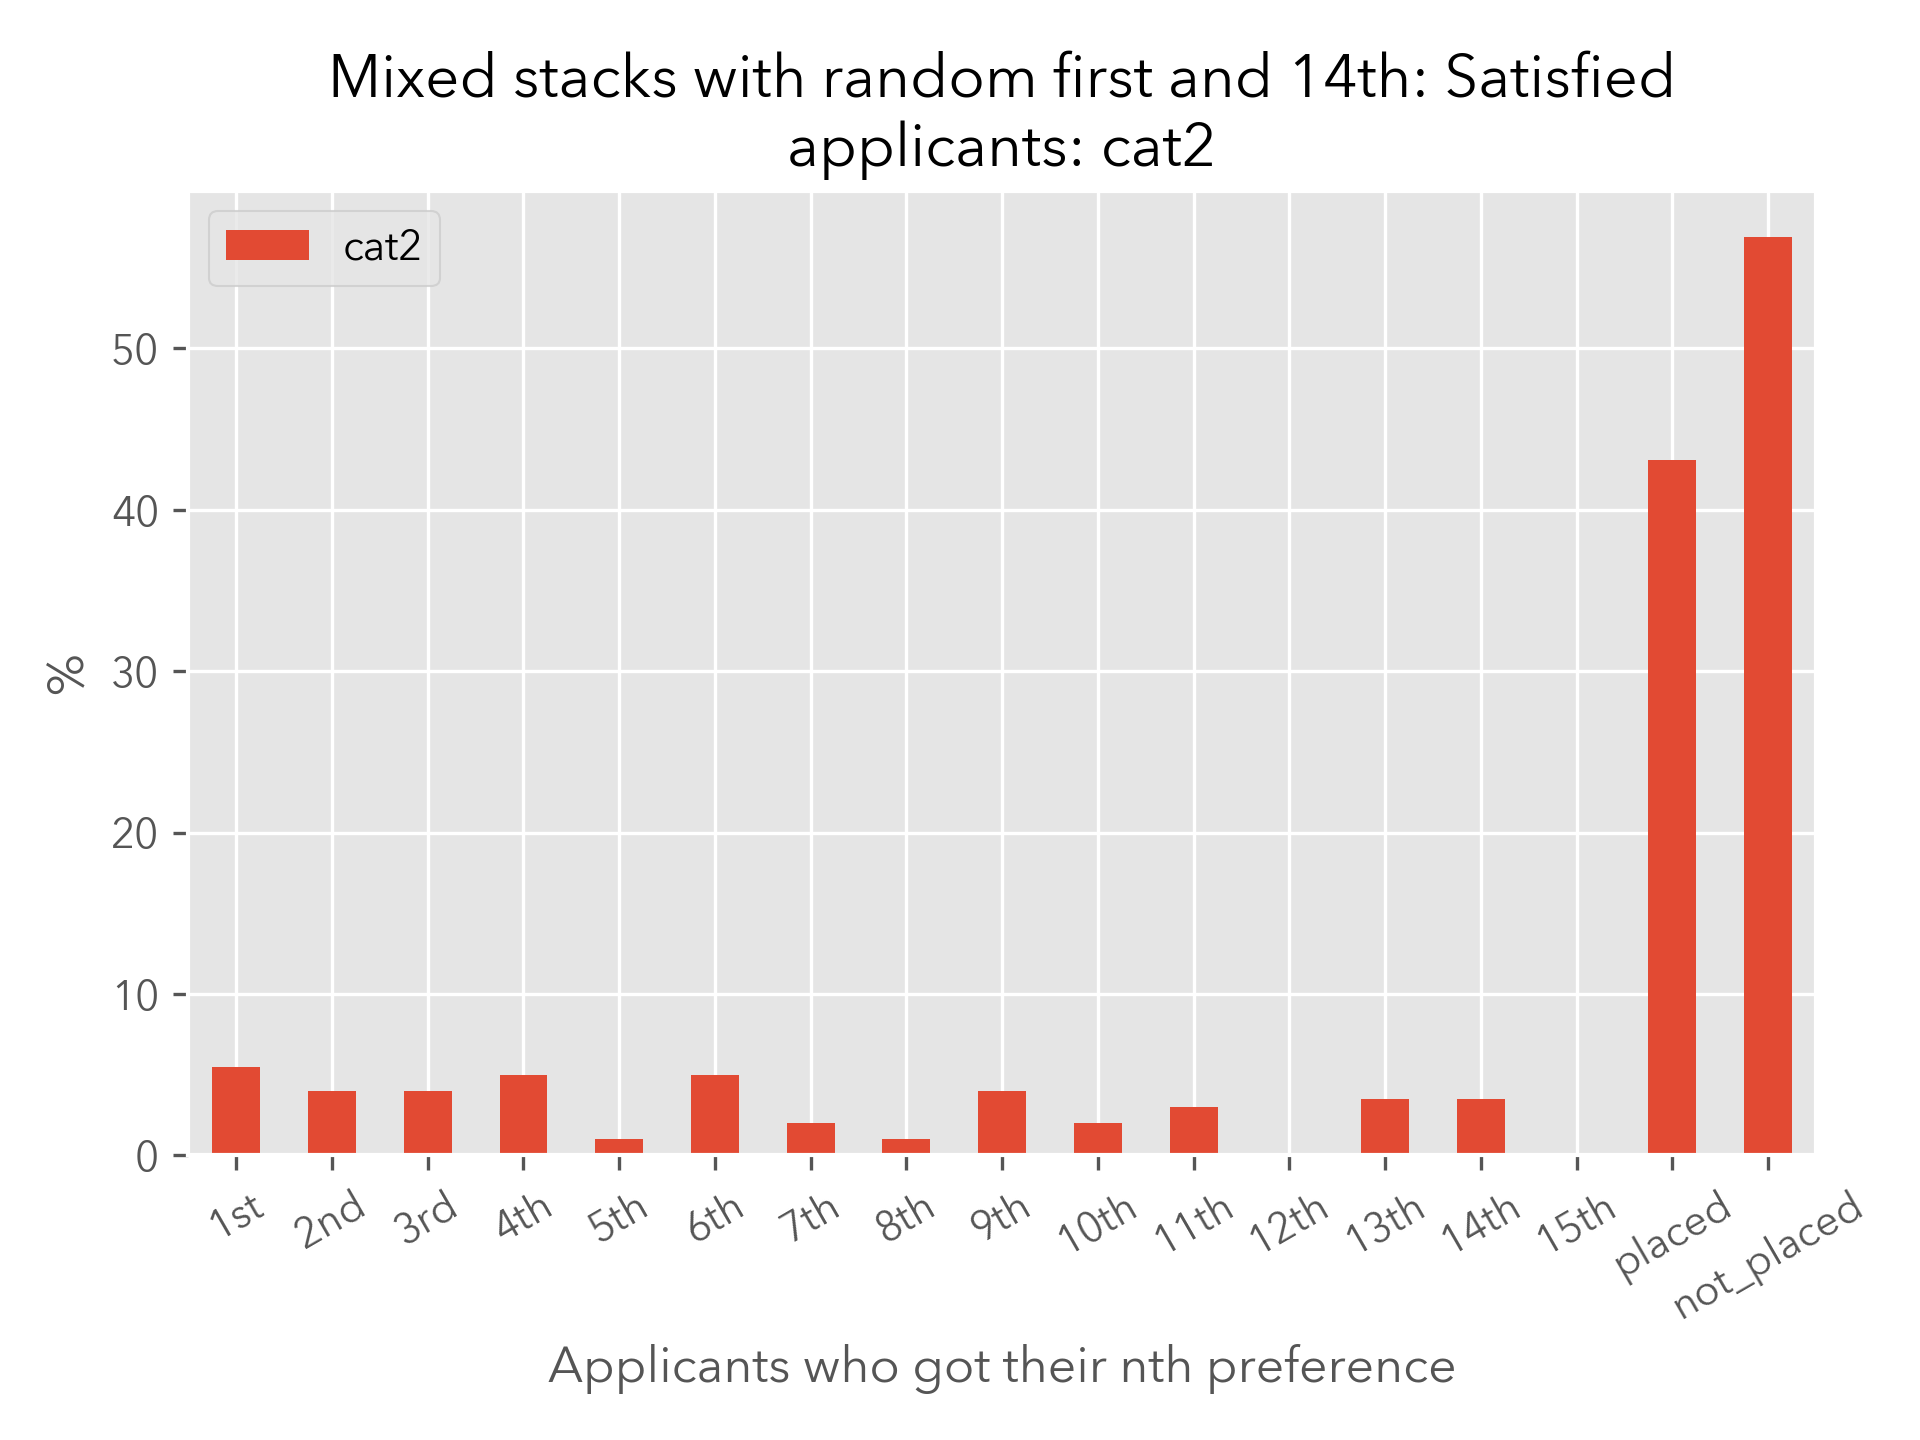 Mixed stacks with random first and 14th: Satisfied
applicants: cat2
cat2
50
40
30
20
10
0
%
1st
2nd
3rd
4th
5th
6th
7th
8th
9th
10th
11th
12th
13th
14th
15th
placed
not_placed
Applicants who got their nth preference